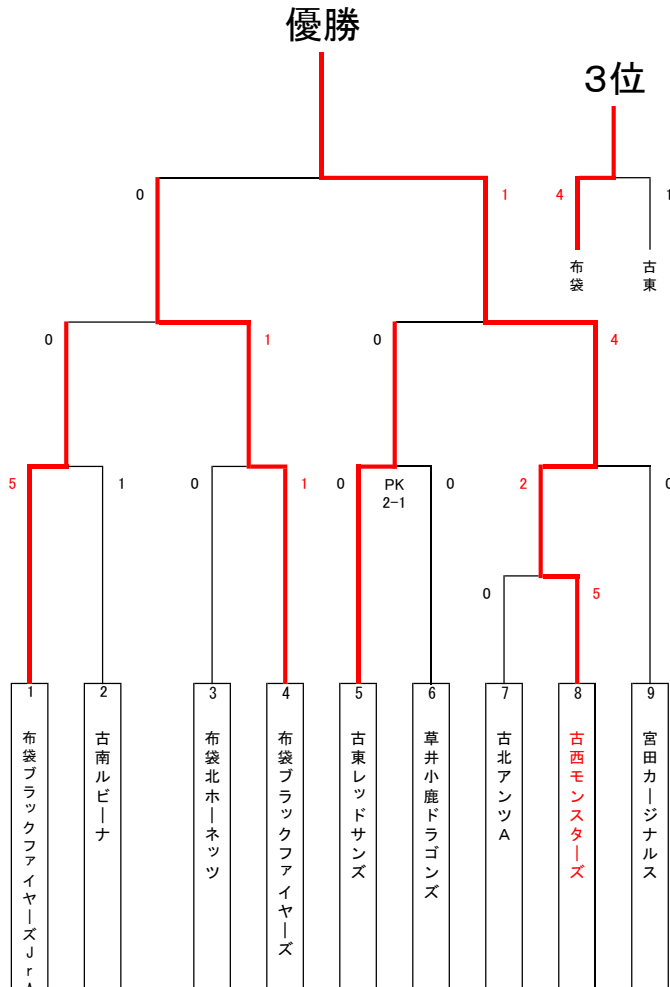 優勝
3位
0
1
4
1
布袋
古東
0
1
0
4
5
1
0
1
0
PK
2-1
0
2
0
0
5
1
2
3
4
5
6
7
8
9
布袋ブラックファイヤーズJrA
古南ルビーナ
布袋北ホーネッツ
布袋ブラックファイヤーズ
古東レッドサンズ
草井小鹿ドラゴンズ
古北アンツA
古西モンスターズ
宮田カージナルス